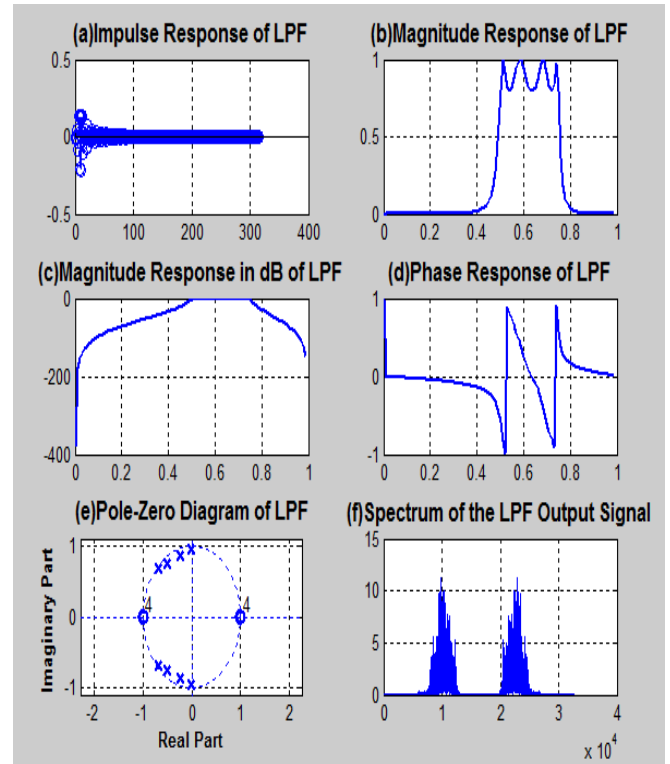 (a)Impulse Response of LPF
0.5
0
-0.5
0 100 200 300 400
(b)Magnitude Response of LPF
1
0.5
0
0 0.2 0.4 0.6 0.8 1
(c)Magnitude Response in dB of LPF
0
-200
-400
0 0.2 0.4 0.6 0.8 1
(d)Phase Response of LPF
1
0
-1
0 0.2 0.4 0.6 0.8 1
(e)Pole-Zero Diagram of LPF
Imaginary Part
1
0
-1
4
4
-2 -1 0 1 2
Real Part
(f)Spectrum of the LPF Output Signal
15
10
5
0
0 1 2 3 4
x 10^4